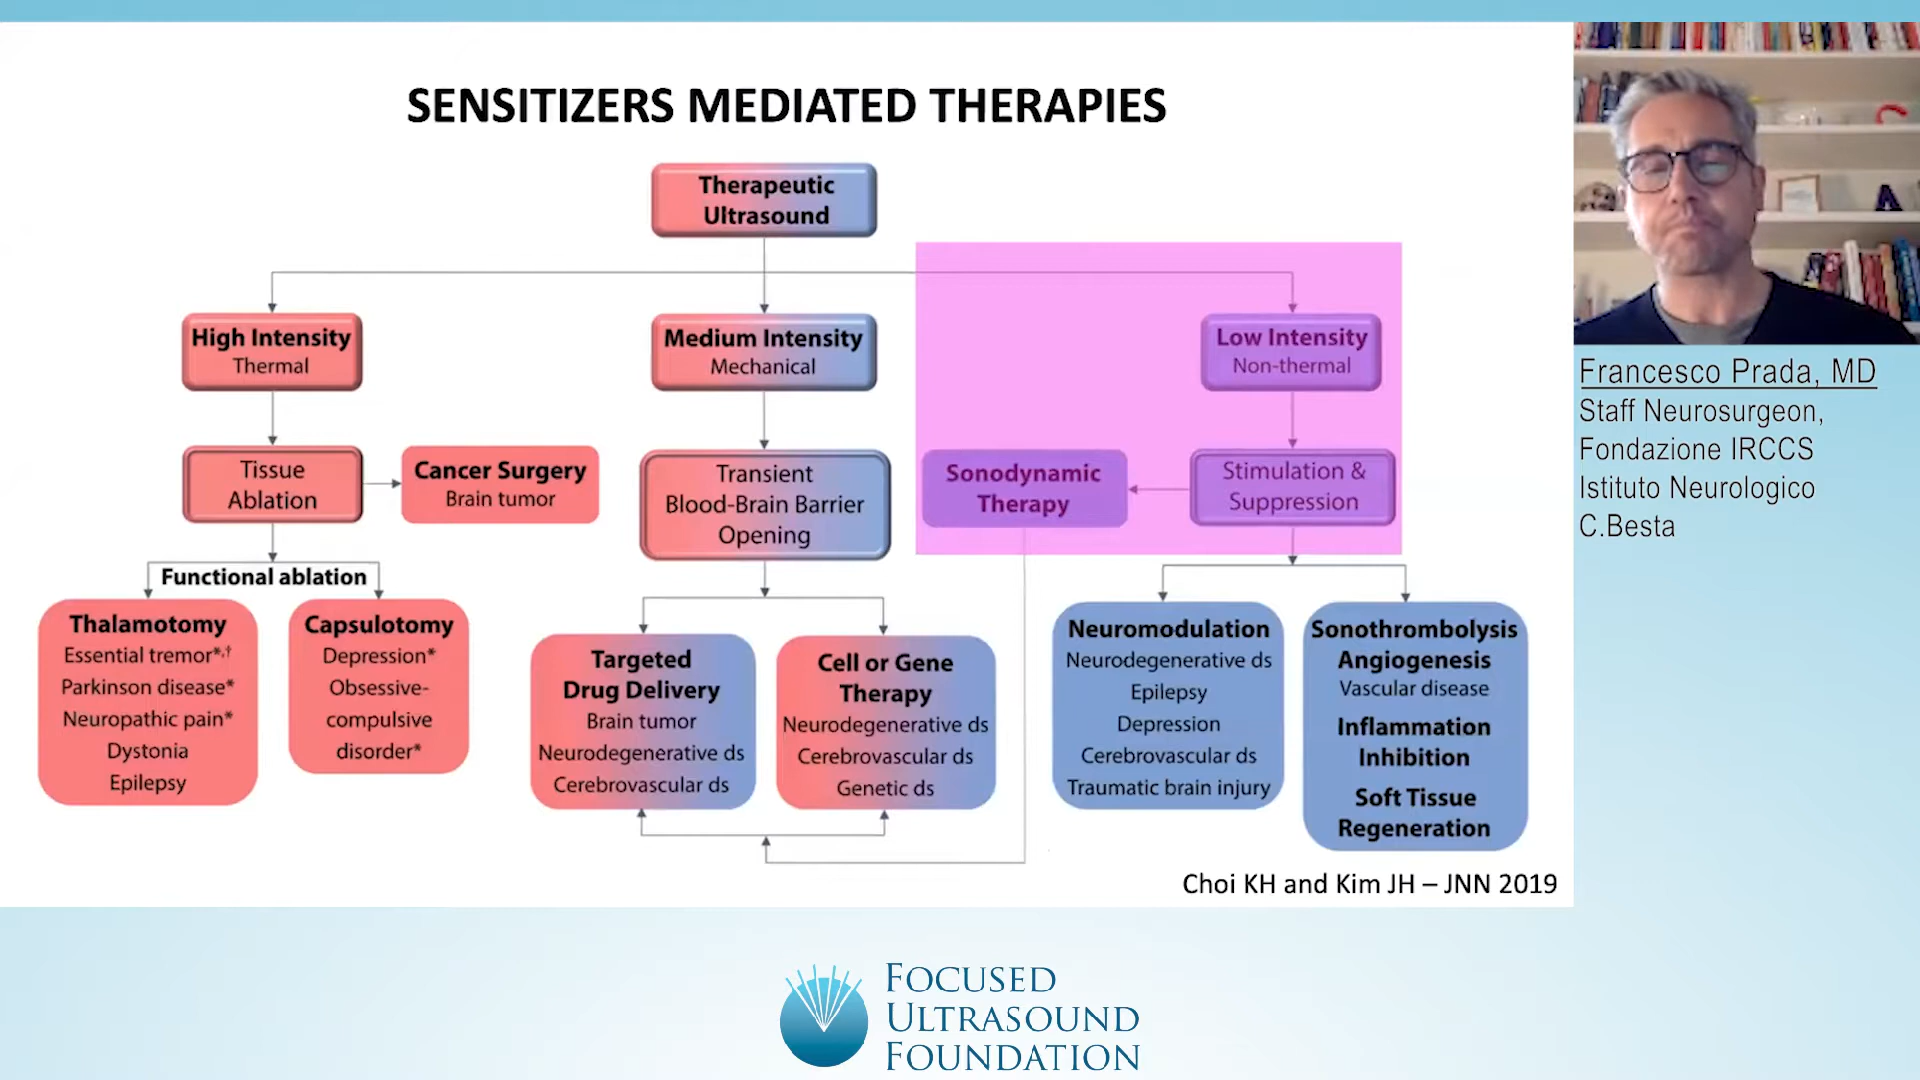 SENSITIZERS MEDIATED THERAPIES
Therapeutic
Ultrasound
High Intensity
Thermal
Medium Intensity
Mechanical
Low Intensity
Non-thermal
Tissue
Ablation
Cancer Surgery
Brain tumor
Transient
Blood-Brain Barrier
Opening
Sonodynamic
Therapy
Stimulation &
Suppression
Functional ablation
Thalamotomy
Essential tremor*,†
Parkinson disease*
Neuropathic pain*
Dystonia
Epilepsy
Capsulotomy
Depression*
Obsessive-
compulsive
disorder*
Targeted
Drug Delivery
Brain tumor
Neurodegenerative ds
Cerebrovascular ds
Cell or Gene
Therapy
Neurodegenerative ds
Cerebrovascular ds
Genetic ds
Neuromodulation
Neurodegenerative ds
Epilepsy
Depression
Cerebrovascular ds
Traumatic brain injury
Sonothrombolysis
Angiogenesis
Vascular disease
Inflammation
Inhibition
Soft Tissue
Regeneration
Choi KH and Kim JH – JNN 2019
Francesco Prada, MD
Staff Neurosurgeon,
Fondazione IRCCS
Istituto Neurologico
C.Besta
FOCUSED
ULTRASOUND
FOUNDATION